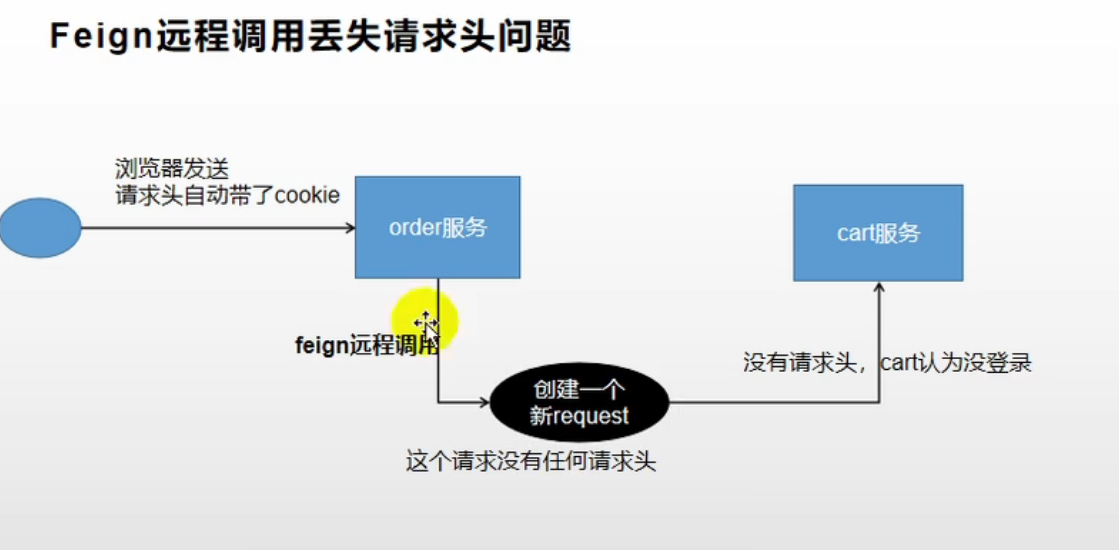 Feign远程调用丢失请求头问题
浏览器发送
请求头自动带了cookie
order服务
cart服务
feign远程调用
创建一个
新request
没有请求头，cart认为没登录
这个请求没有任何请求头